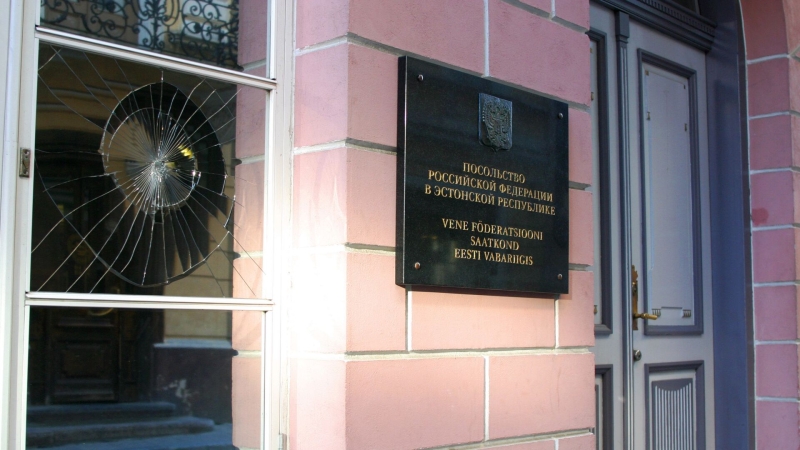 ПОСОЛЬСТВО
РОССИЙСКОЙ ФЕДЕРАЦИИ
В ЭСТОНСКОЙ РЕСПУБЛИКЕ
VENE FÖDERATSIOONI
SAATKOND
EESTI VABARIIGIS